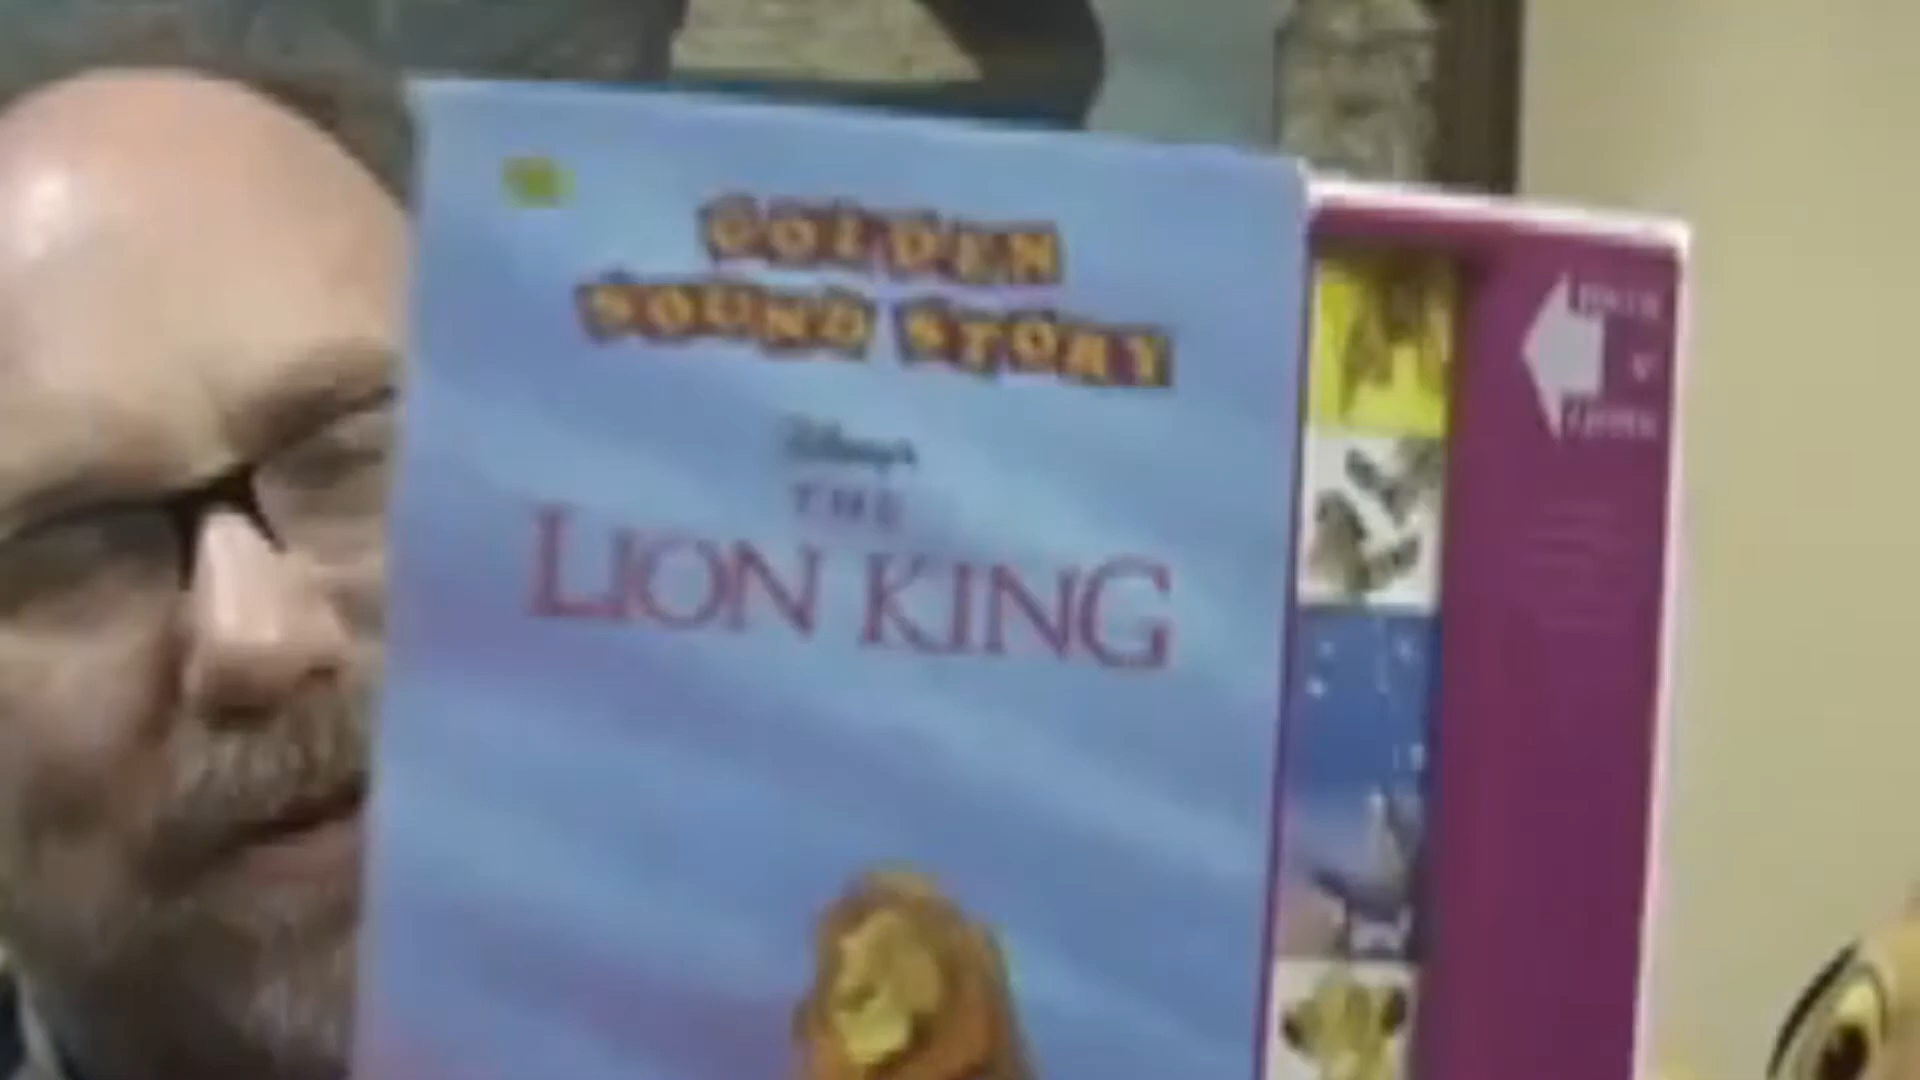 GOLDEN
SOUND STORY
Disney's
THE
LION KING